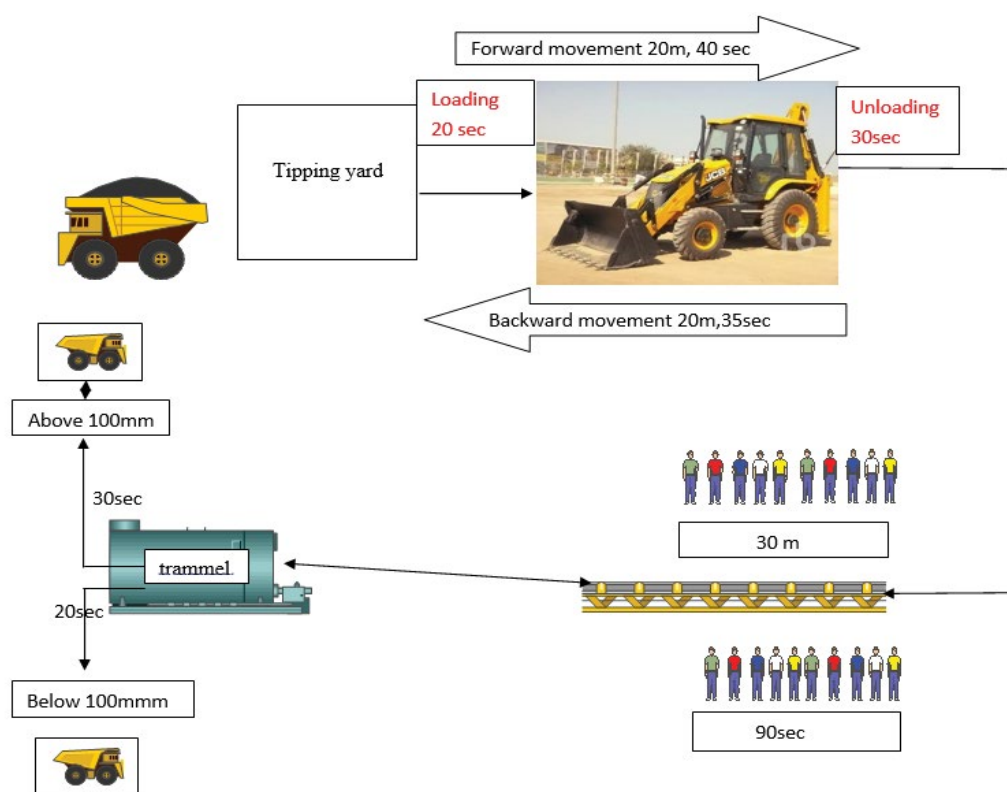 Forward movement 20m, 40 sec
Loading
20 sec
Unloading
30sec
Tipping yard
JCB
Backward movement 20m,35sec
Above 100mm
30sec
30 m
trammel.
20sec
Below 100mmm
90sec